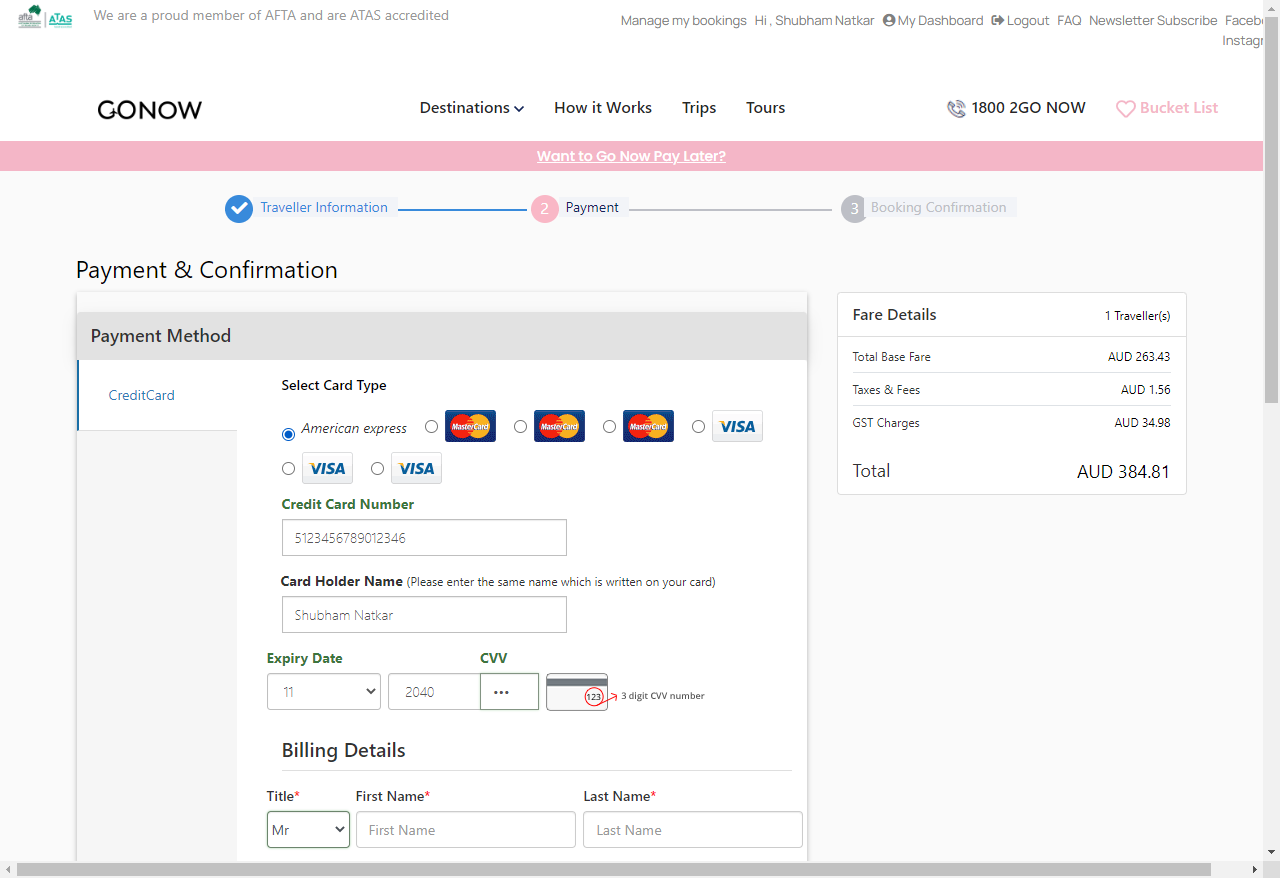 afta ATAS We are a proud member of AFTA and are ATAS accredited
Manage my bookings Hi , Shubham Natkar My Dashboard Logout FAQ Newsletter Subscribe
GONOW Destinations How it Works Trips Tours 1800 2GO NOW Bucket List
Want to Go Now Pay Later?
Traveller Information 2 Payment 3 Booking Confirmation
Payment & Confirmation
Payment Method
CreditCard
Select Card Type
American express MasterCard MasterCard MasterCard VISA
VISA VISA
Credit Card Number
5123456789012346
Card Holder Name (Please enter the same name which is written on your card)
Shubham Natkar
Expiry Date CVV
11 2040 ••• 123 3 digit CVV number
Billing Details
Title* First Name* Last Name*
Mr First Name Last Name
Fare Details 1 Traveller(s)
Total Base Fare AUD 263.43
Taxes & Fees AUD 1.56
GST Charges AUD 34.98
Total AUD 384.81